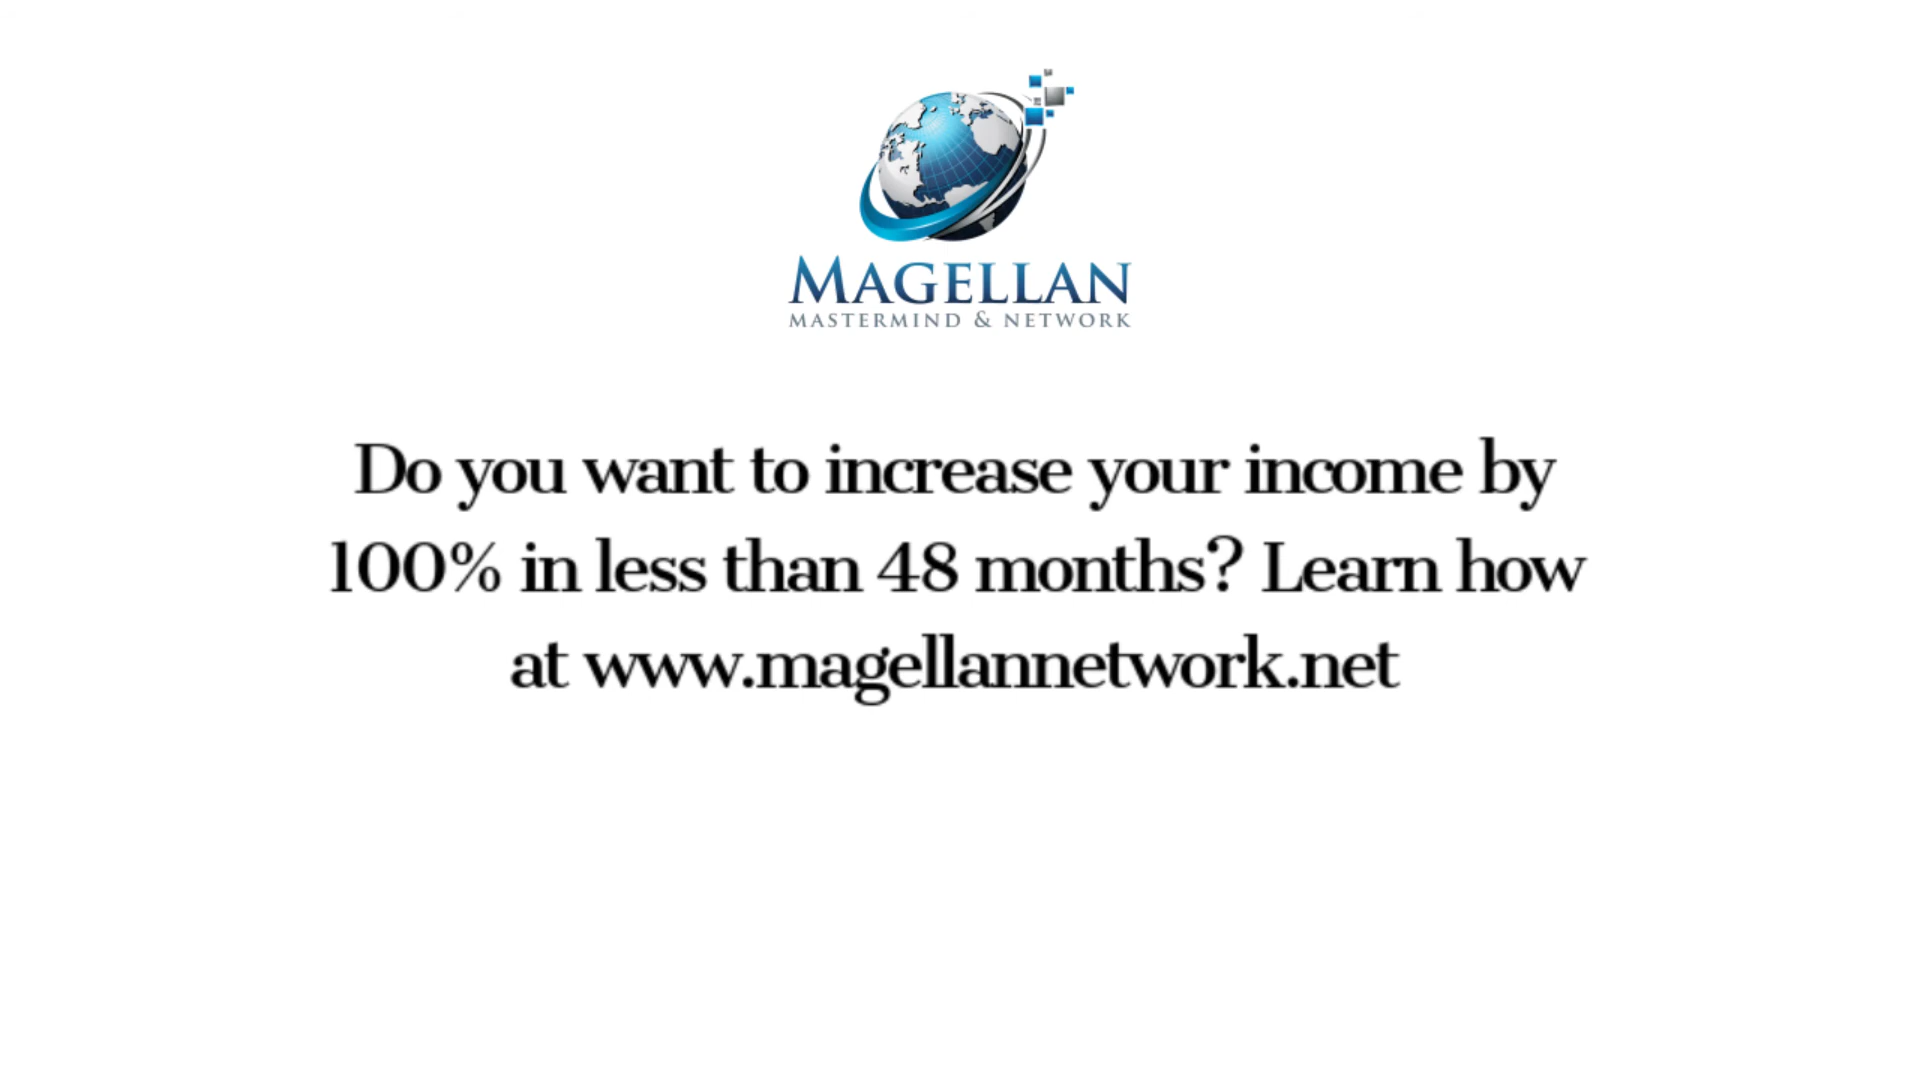 MAGELLAN
MASTERMIND & NETWORK
Do you want to increase your income by
100% in less than 48 months? Learn how
at www.magellannetwork.net